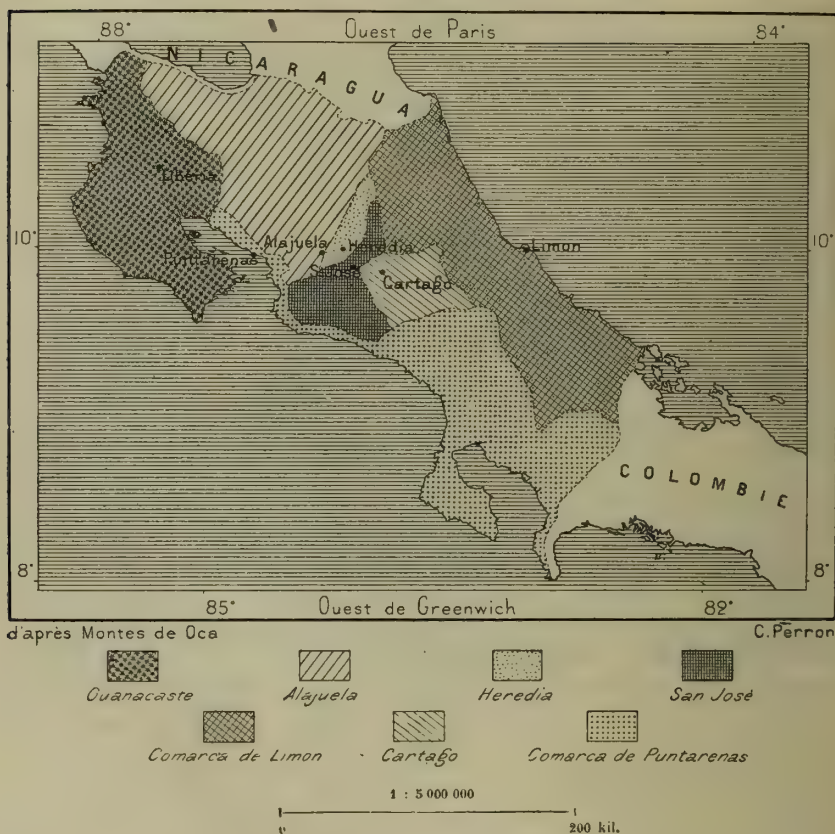 88° Ouest de Paris 84°
NICARAGUA
Libéria
10° 10°
Alajuela Heredia Limon
Puntarenas
S. José
Cartago
COLOMBIE
8° 8°
85° Ouest de Greenwich 82°
d'après Montes de Oca C. Perron
Guanacaste Alajuela Heredia San José
Comarca de Limon Cartago Comarca de Puntarenas
1 : 5 000 000
200 kil.